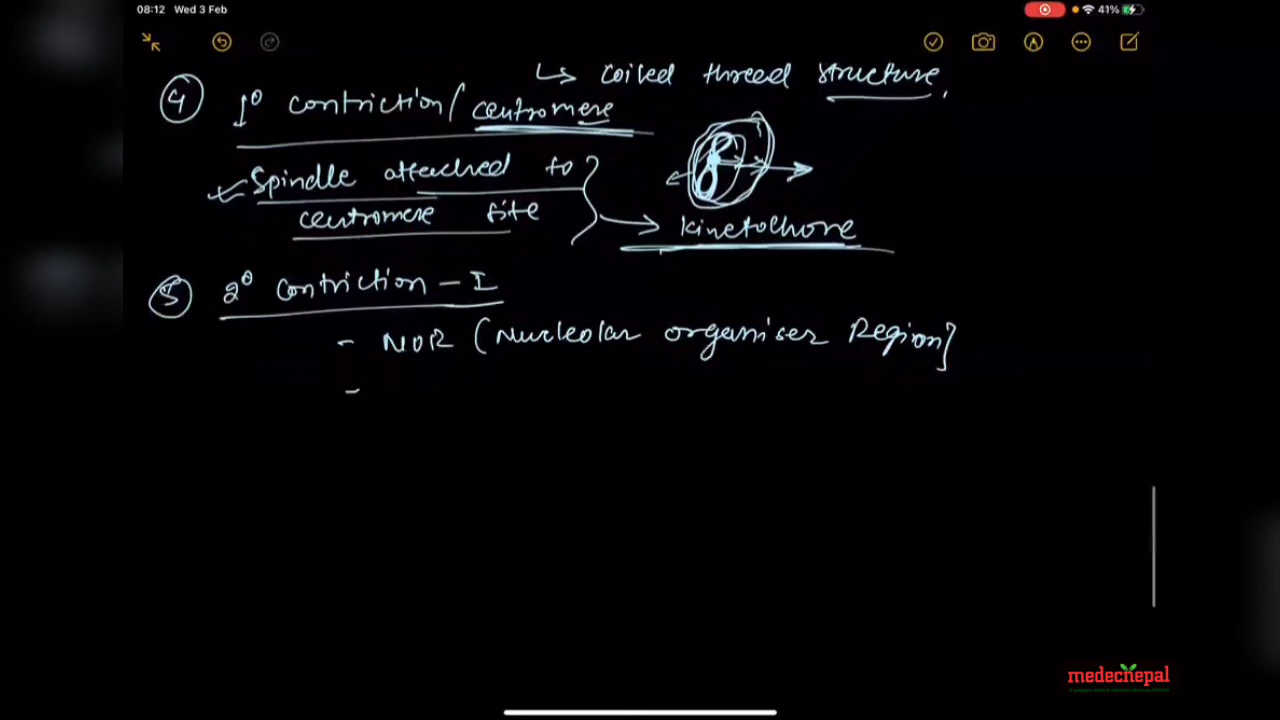 08:12 Wed 3 Feb
41%
↳ coiled thread structure.
④ 1° contriction/centromere
Spindle attached to
centromere site
→ kinetolhore
⑤ 2° contriction - I
- NOR (Nucleolar organiser Region)
-
medecnepal